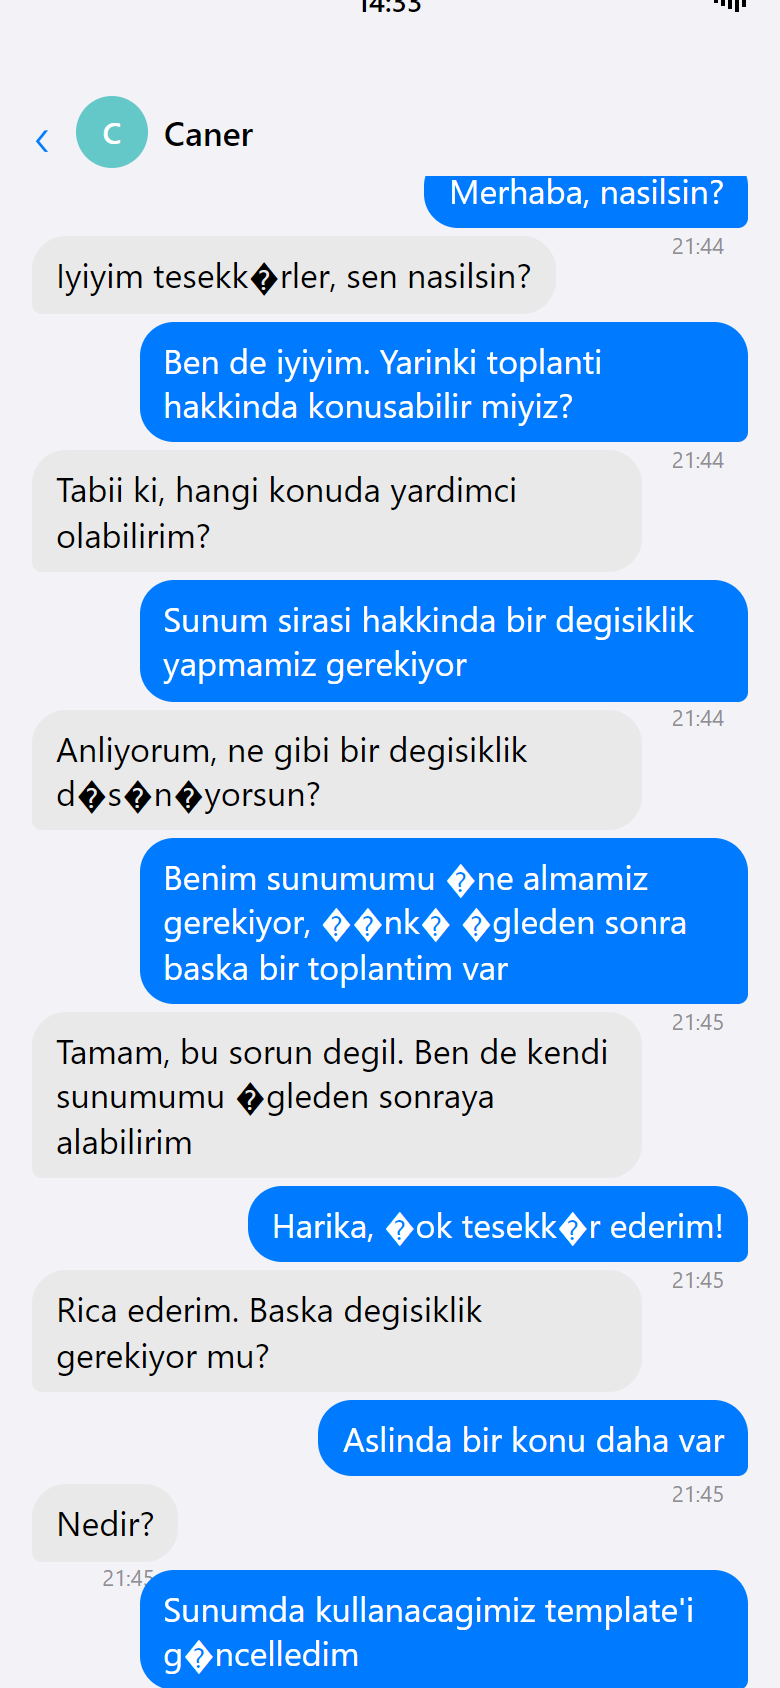 14:33
C
Caner
Merhaba, nasilsin?
21:44
Iyiyim tesekk�rler, sen nasilsin?
Ben de iyiyim. Yarinki toplanti
hakkinda konusabilir miyiz?
21:44
Tabii ki, hangi konuda yardimci
olabilirim?
Sunum sirasi hakkinda bir degisiklik
yapmamiz gerekiyor
21:44
Anliyorum, ne gibi bir degisiklik
d�s�n�yorsun?
Benim sunumumu �ne almamiz
gerekiyor, ��nk� �gleden sonra
baska bir toplantim var
21:45
Tamam, bu sorun degil. Ben de kendi
sunumumu �gleden sonraya
alabilirim
Harika, �ok tesekk�r ederim!
21:45
Rica ederim. Baska degisiklik
gerekiyor mu?
Aslinda bir konu daha var
21:45
Nedir?
21:45
Sunumda kullanacagimiz template'i
g�ncelledim